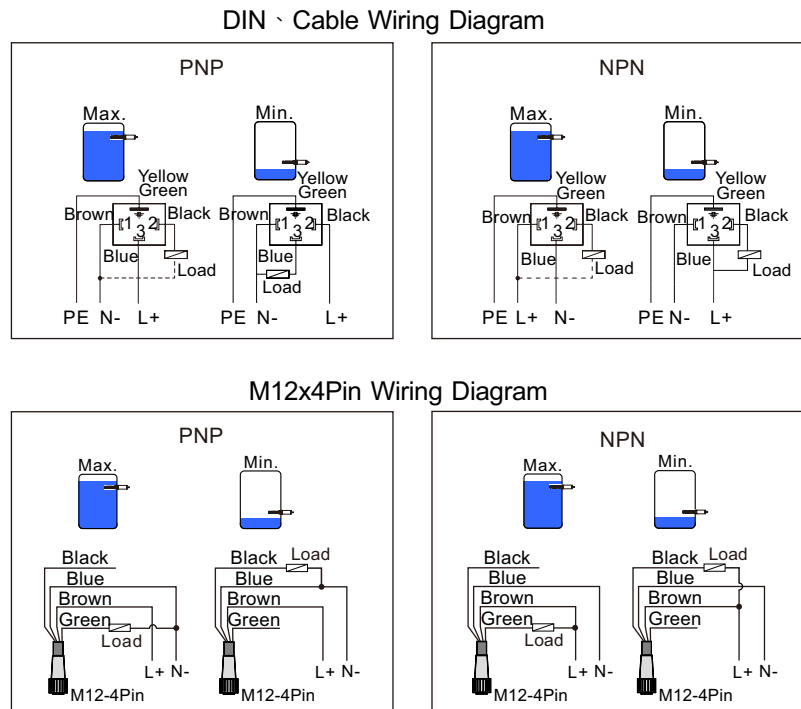 DIN、Cable Wiring Diagram
PNP
Max.
Min.
Yellow
Green
Yellow
Green
Brown
1 3 2
Black
Brown
1 3 2
Black
Blue
Load
Blue
Load
PE N- L+
PE N- L+
NPN
Max.
Min.
Yellow
Green
Yellow
Green
Brown
1 3 2
Black
Brown
1 3 2
Black
Blue
Load
Blue
Load
PE L+ N-
PE N- L+
M12x4Pin Wiring Diagram
PNP
Max.
Min.
Black
Blue
Brown
Green
Load
L+ N-
M12-4Pin
Black
Load
Blue
Brown
Green
L+ N-
M12-4Pin
NPN
Max.
Min.
Black
Blue
Brown
Green
Load
L+ N-
M12-4Pin
Black
Load
Blue
Brown
Green
L+ N-
M12-4Pin